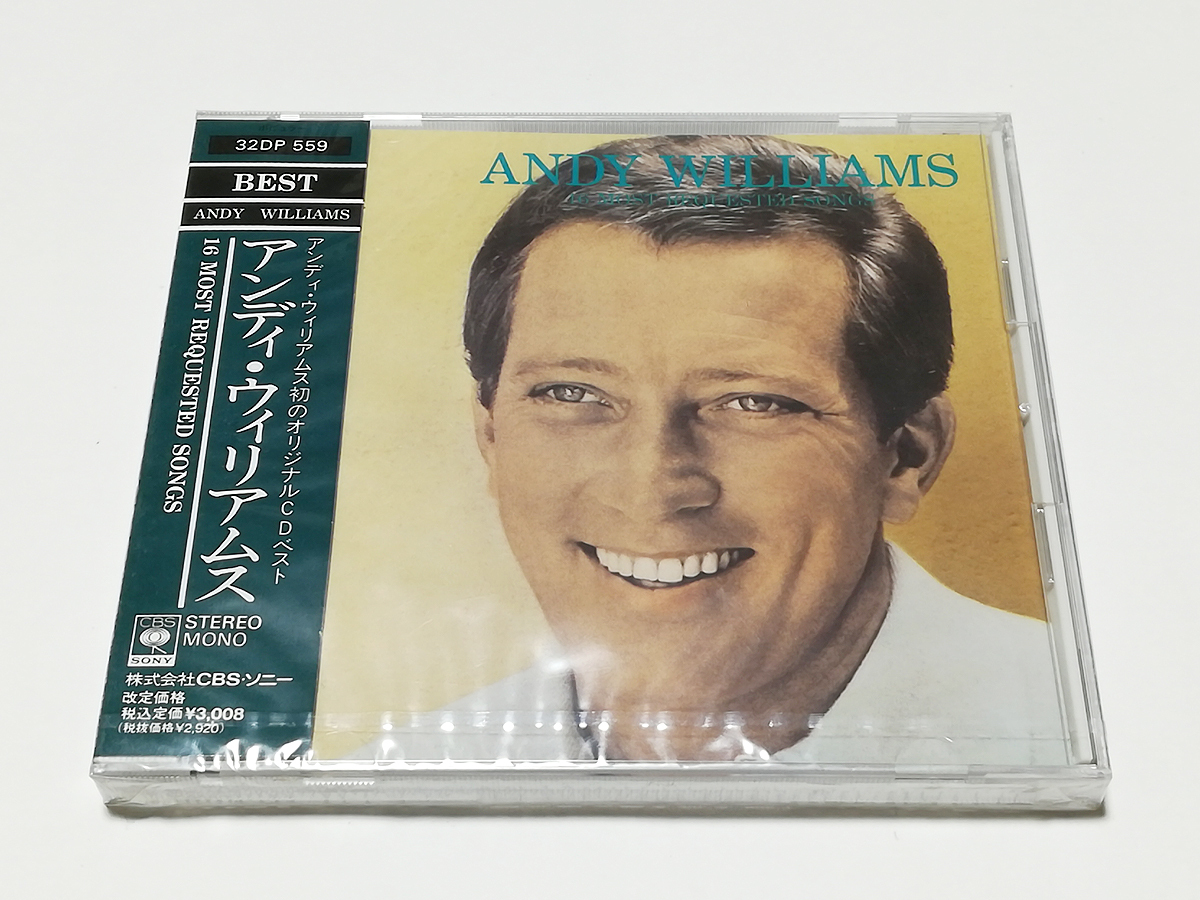 32DP 559
BEST
ANDY WILLIAMS
アンディ・ウィリアムス初のオリジナルCDベスト
アンディ・ウィリアムス
16 MOST REQUESTED SONGS
CBS
SONY
STEREO
MONO
株式会社CBS・ソニー
改定価格
税込定価¥3,008
(税抜価格¥2,920)
ANDY WILLIAMS
16 MOST REQUESTED SONGS